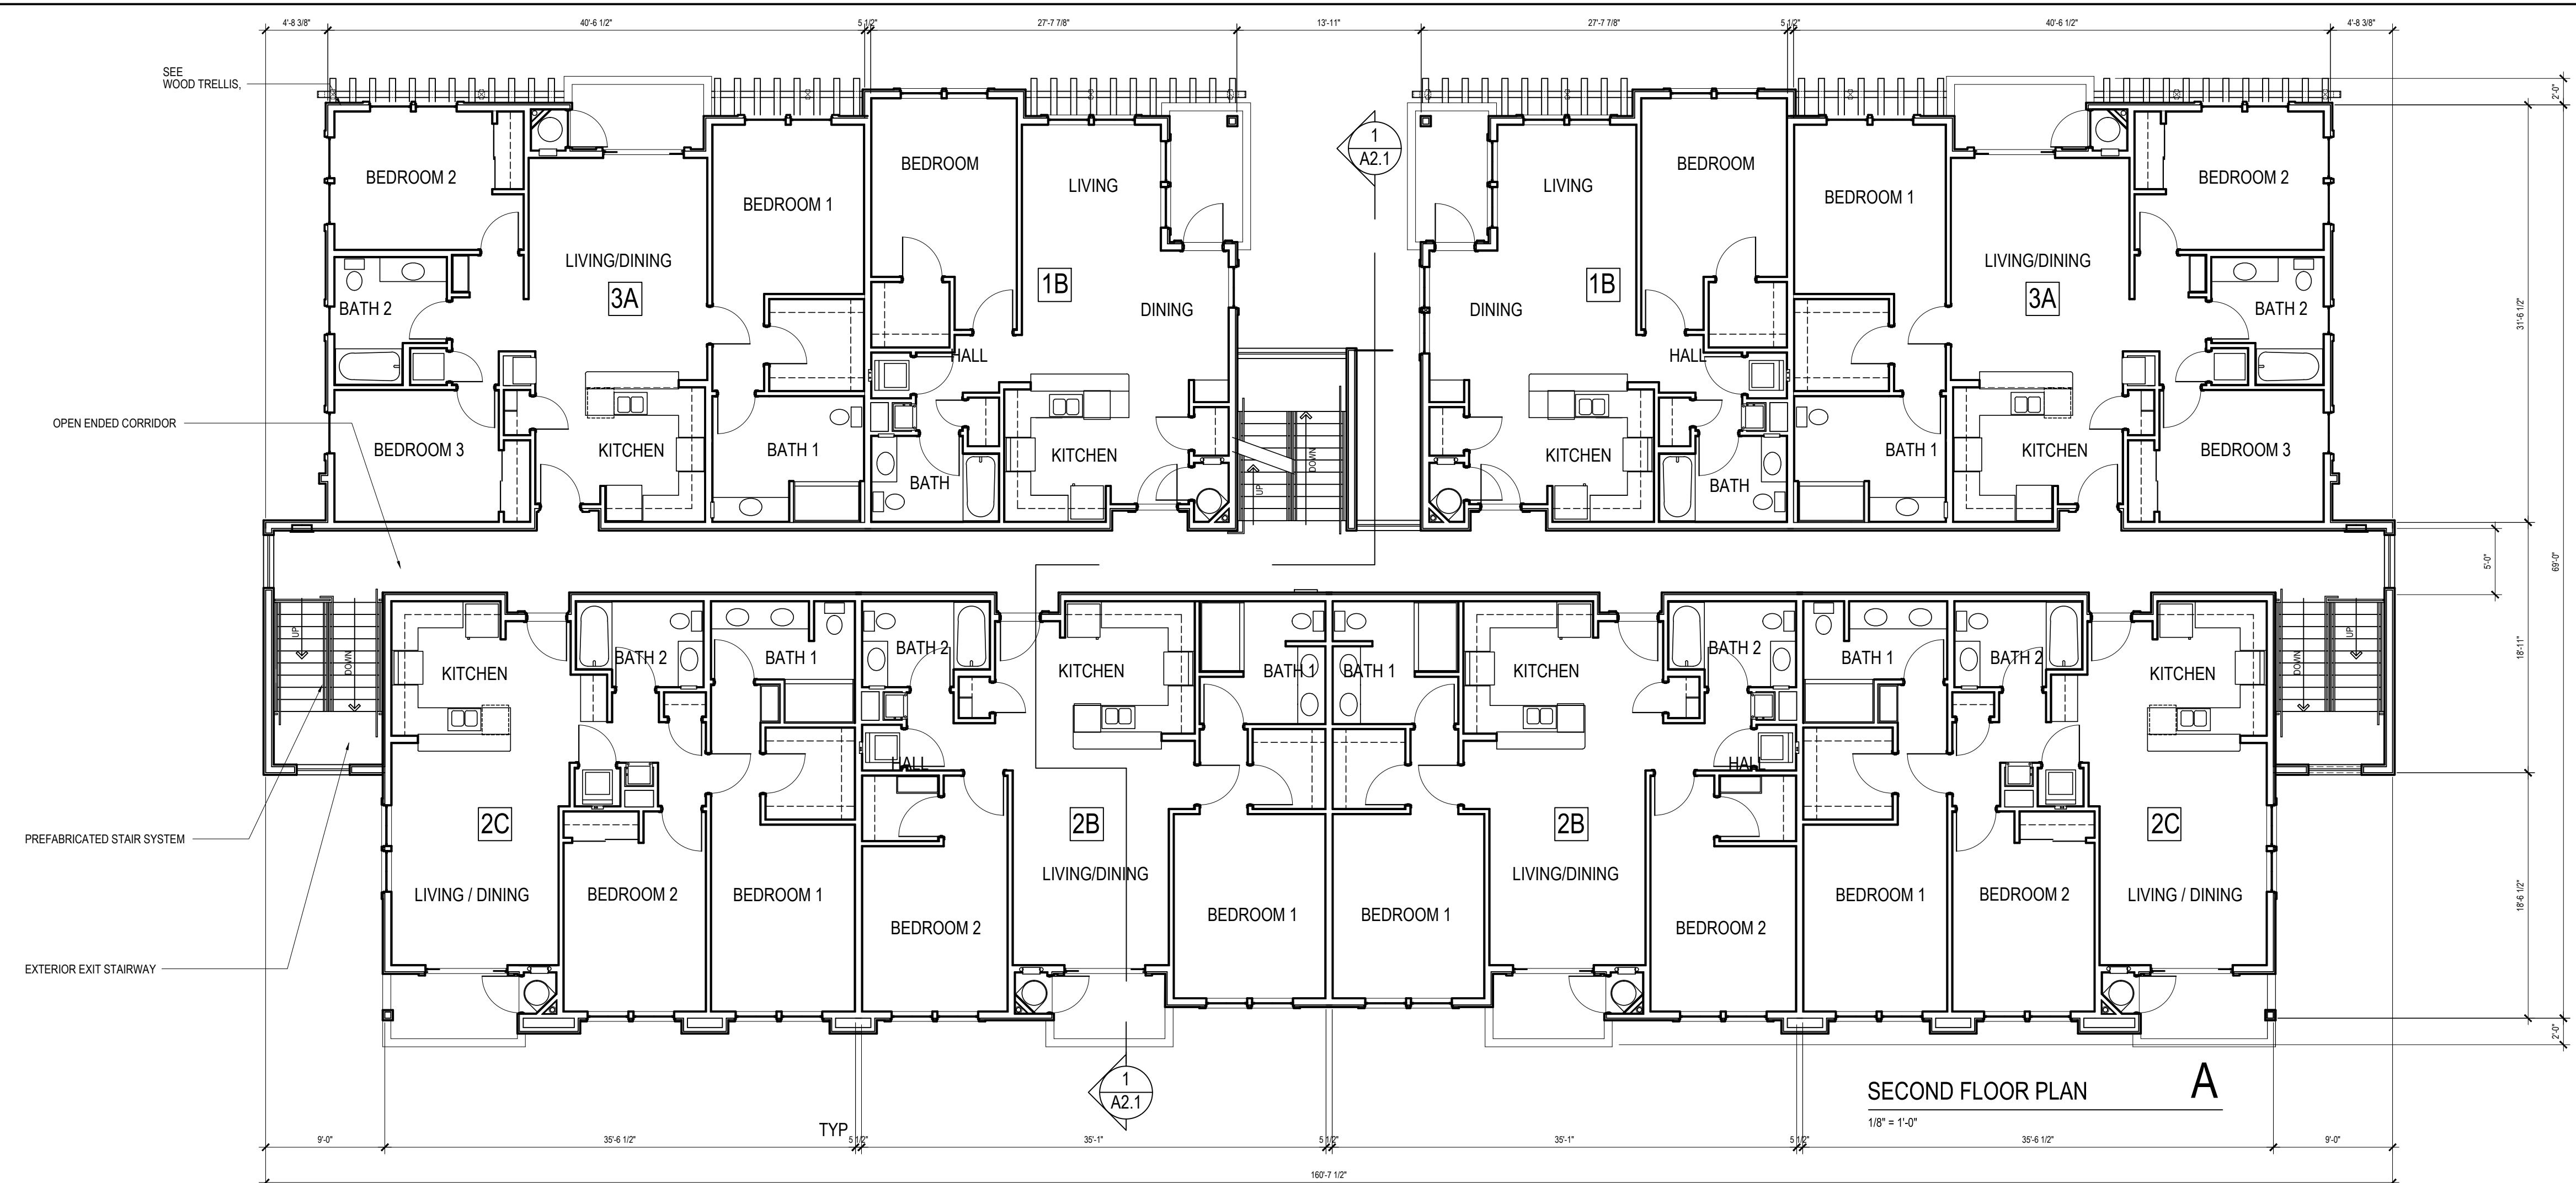 4'-8 3/8"
40'-6 1/2"
5 1/2"
27'-7 7/8"
13'-11"
27'-7 7/8"
5 1/2"
40'-6 1/2"
4'-8 3/8"
SEE
WOOD TRELLIS,
2'-0"
1
A2.1
BEDROOM 2
BEDROOM 1
BEDROOM
LIVING
LIVING
BEDROOM
BEDROOM 1
BEDROOM 2
LIVING/DINING
3A
1B
1B
LIVING/DINING
3A
BATH 2
DINING
DINING
BATH 2
31'-6 1/2"
HALL
HALL
OPEN ENDED CORRIDOR
BEDROOM 3
KITCHEN
BATH 1
BATH
KITCHEN
UP
DOWN
KITCHEN
BATH
BATH 1
KITCHEN
BEDROOM 3
5'-0"
69'-0"
UP
DOWN
KITCHEN
BATH 2
BATH 1
BATH 2
KITCHEN
BATH 1
BATH 1
KITCHEN
BATH 2
BATH 1
BATH 2
KITCHEN
DOWN
UP
18'-11"
HALL
HALL
PREFABRICATED STAIR SYSTEM
2C
2B
2B
2C
LIVING / DINING
BEDROOM 2
BEDROOM 1
BEDROOM 2
LIVING/DINING
BEDROOM 1
BEDROOM 1
LIVING/DINING
BEDROOM 2
BEDROOM 1
BEDROOM 2
LIVING / DINING
18'-6 1/2"
EXTERIOR EXIT STAIRWAY
2'-0"
1
A2.1
SECOND FLOOR PLAN
A
1/8" = 1'-0"
TYP
9'-0"
35'-6 1/2"
5 1/2"
35'-1"
5 1/2"
35'-1"
5 1/2"
35'-6 1/2"
9'-0"
160'-7 1/2"